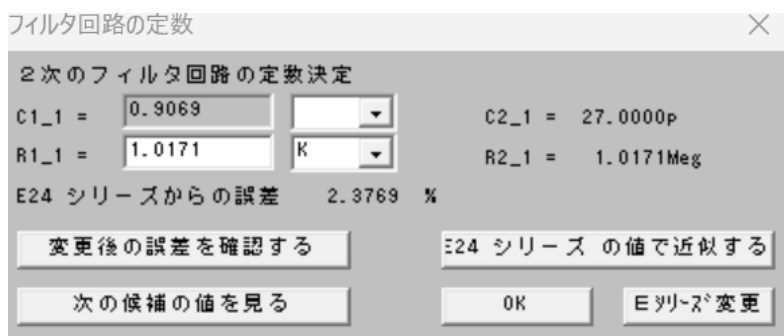 フィルタ回路の定数
2次のフィルタ回路の定数決定
C1_1 = 0.9069 C2_1 = 27.0000p
R1_1 = 1.0171 K R2_1 = 1.0171Meg
E24 シリーズからの誤差 2.3769 %
変更後の誤差を確認する E24 シリーズ の値で近似する
次の候補の値を見る OK Eシリーズ変更